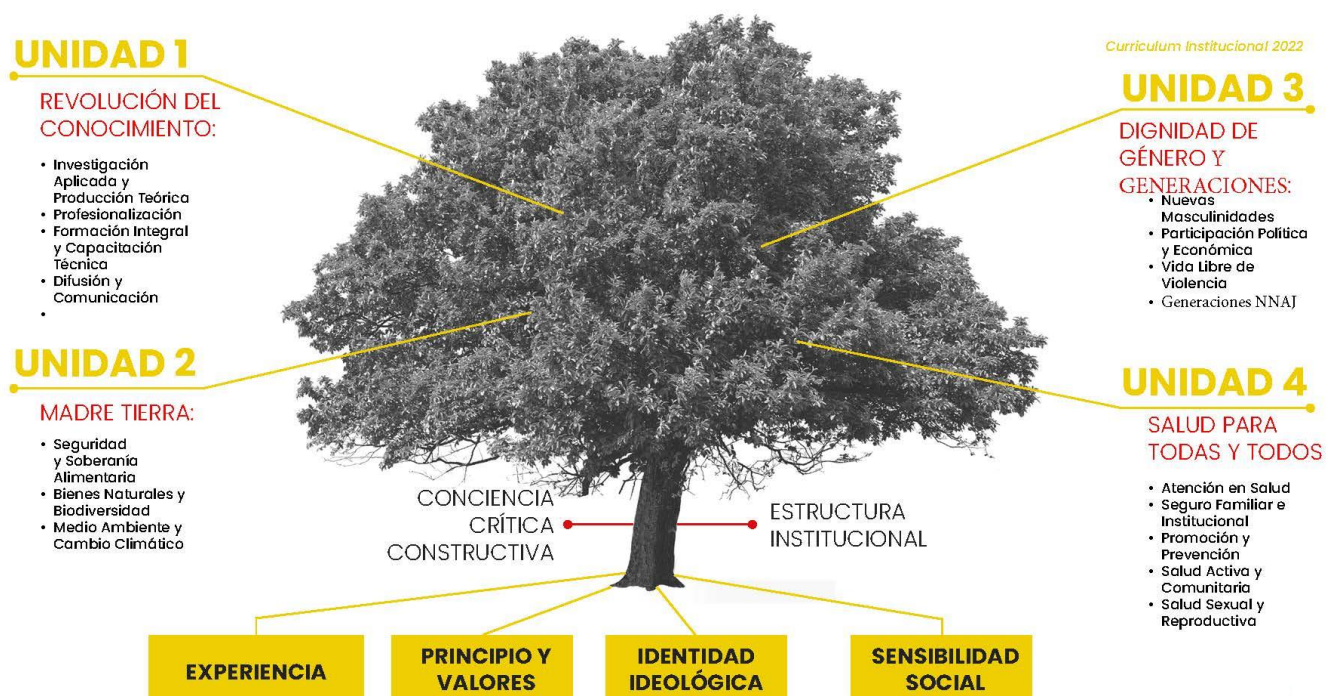 UNIDAD 1
REVOLUCIÓN DEL
CONOCIMIENTO:
• Investigación
Aplicada y
Producción Teórica
• Profesionalización
• Formación Integral
y Capacitación
Técnica
• Difusión y
Comunicación
•
UNIDAD 2
MADRE TIERRA:
• Seguridad
y Soberanía
Alimentaria
• Bienes Naturales y
Biodiversidad
• Medio Ambiente y
Cambio Climático
Curriculum Institucional 2022
UNIDAD 3
DIGNIDAD DE
GÉNERO Y
GENERACIONES:
• Nuevas
Masculinidades
• Participación Política
y Económica
• Vida Libre de
Violencia
• Generaciones NNAJ
UNIDAD 4
SALUD PARA
TODAS Y TODOS
• Atención en Salud
• Seguro Familiar e
Institucional
• Promoción y
Prevención
• Salud Activa y
Comunitaria
• Salud Sexual y
Reproductiva
CONCIENCIA
CRÍTICA
CONSTRUCTIVA
ESTRUCTURA
INSTITUCIONAL
EXPERIENCIA
PRINCIPIO Y
VALORES
IDENTIDAD
IDEOLÓGICA
SENSIBILIDAD
SOCIAL